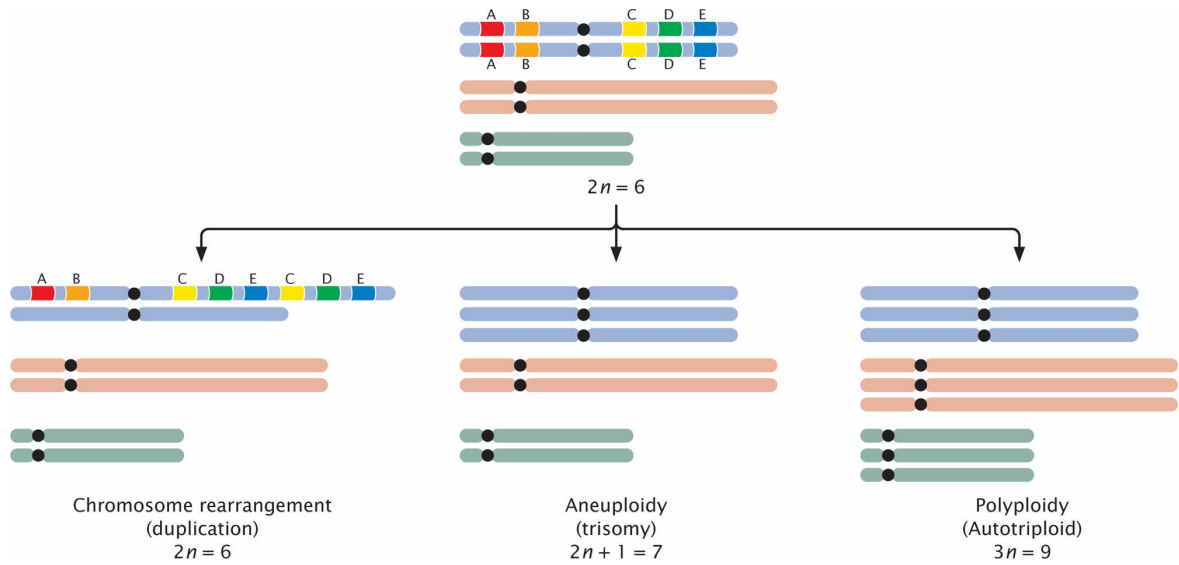 A B C D E
A B C D E
2n = 6
A B C D E C D E
Chromosome rearrangement
(duplication)
2n = 6
Aneuploidy
(trisomy)
2n + 1 = 7
Polyploidy
(Autotriploid)
3n = 9